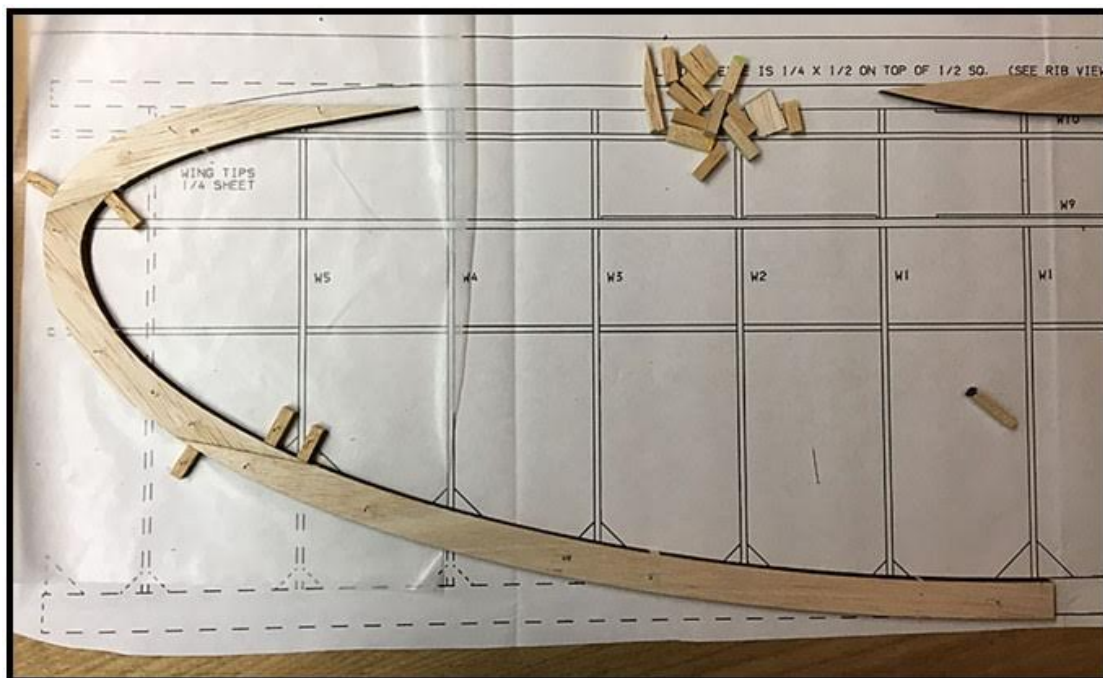 IS 1/4 X 1/2 ON TOP OF 1/2 SQ. (SEE RIB VIEW
W10
WING TIPS
1/4 SHEET
W9
W5
W4
W3
W2
W1
W1